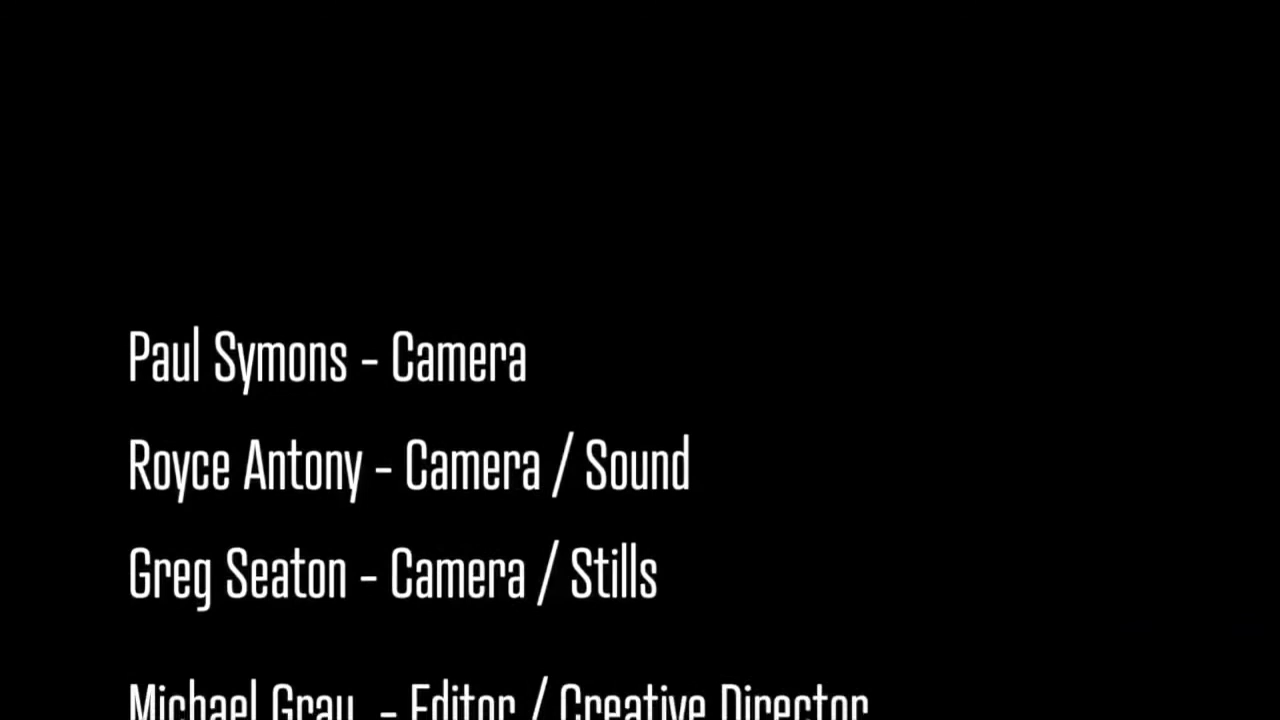 Paul Symons - Camera
Royce Antony - Camera / Sound
Greg Seaton - Camera / Stills
Michael Gray - Editor / Creative Director